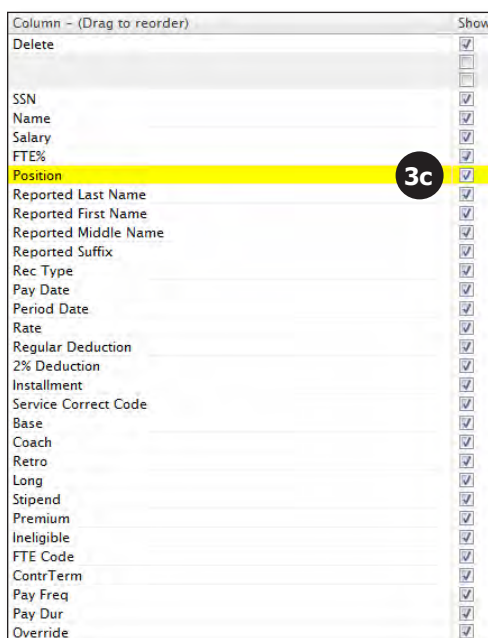 Column – (Drag to reorder) Show
Delete
SSN
Name
Salary
FTE%
Position 3c
Reported Last Name
Reported First Name
Reported Middle Name
Reported Suffix
Rec Type
Pay Date
Period Date
Rate
Regular Deduction
2% Deduction
Installment
Service Correct Code
Base
Coach
Retro
Long
Stipend
Premium
Ineligible
FTE Code
ContrTerm
Pay Freq
Pay Dur
Override